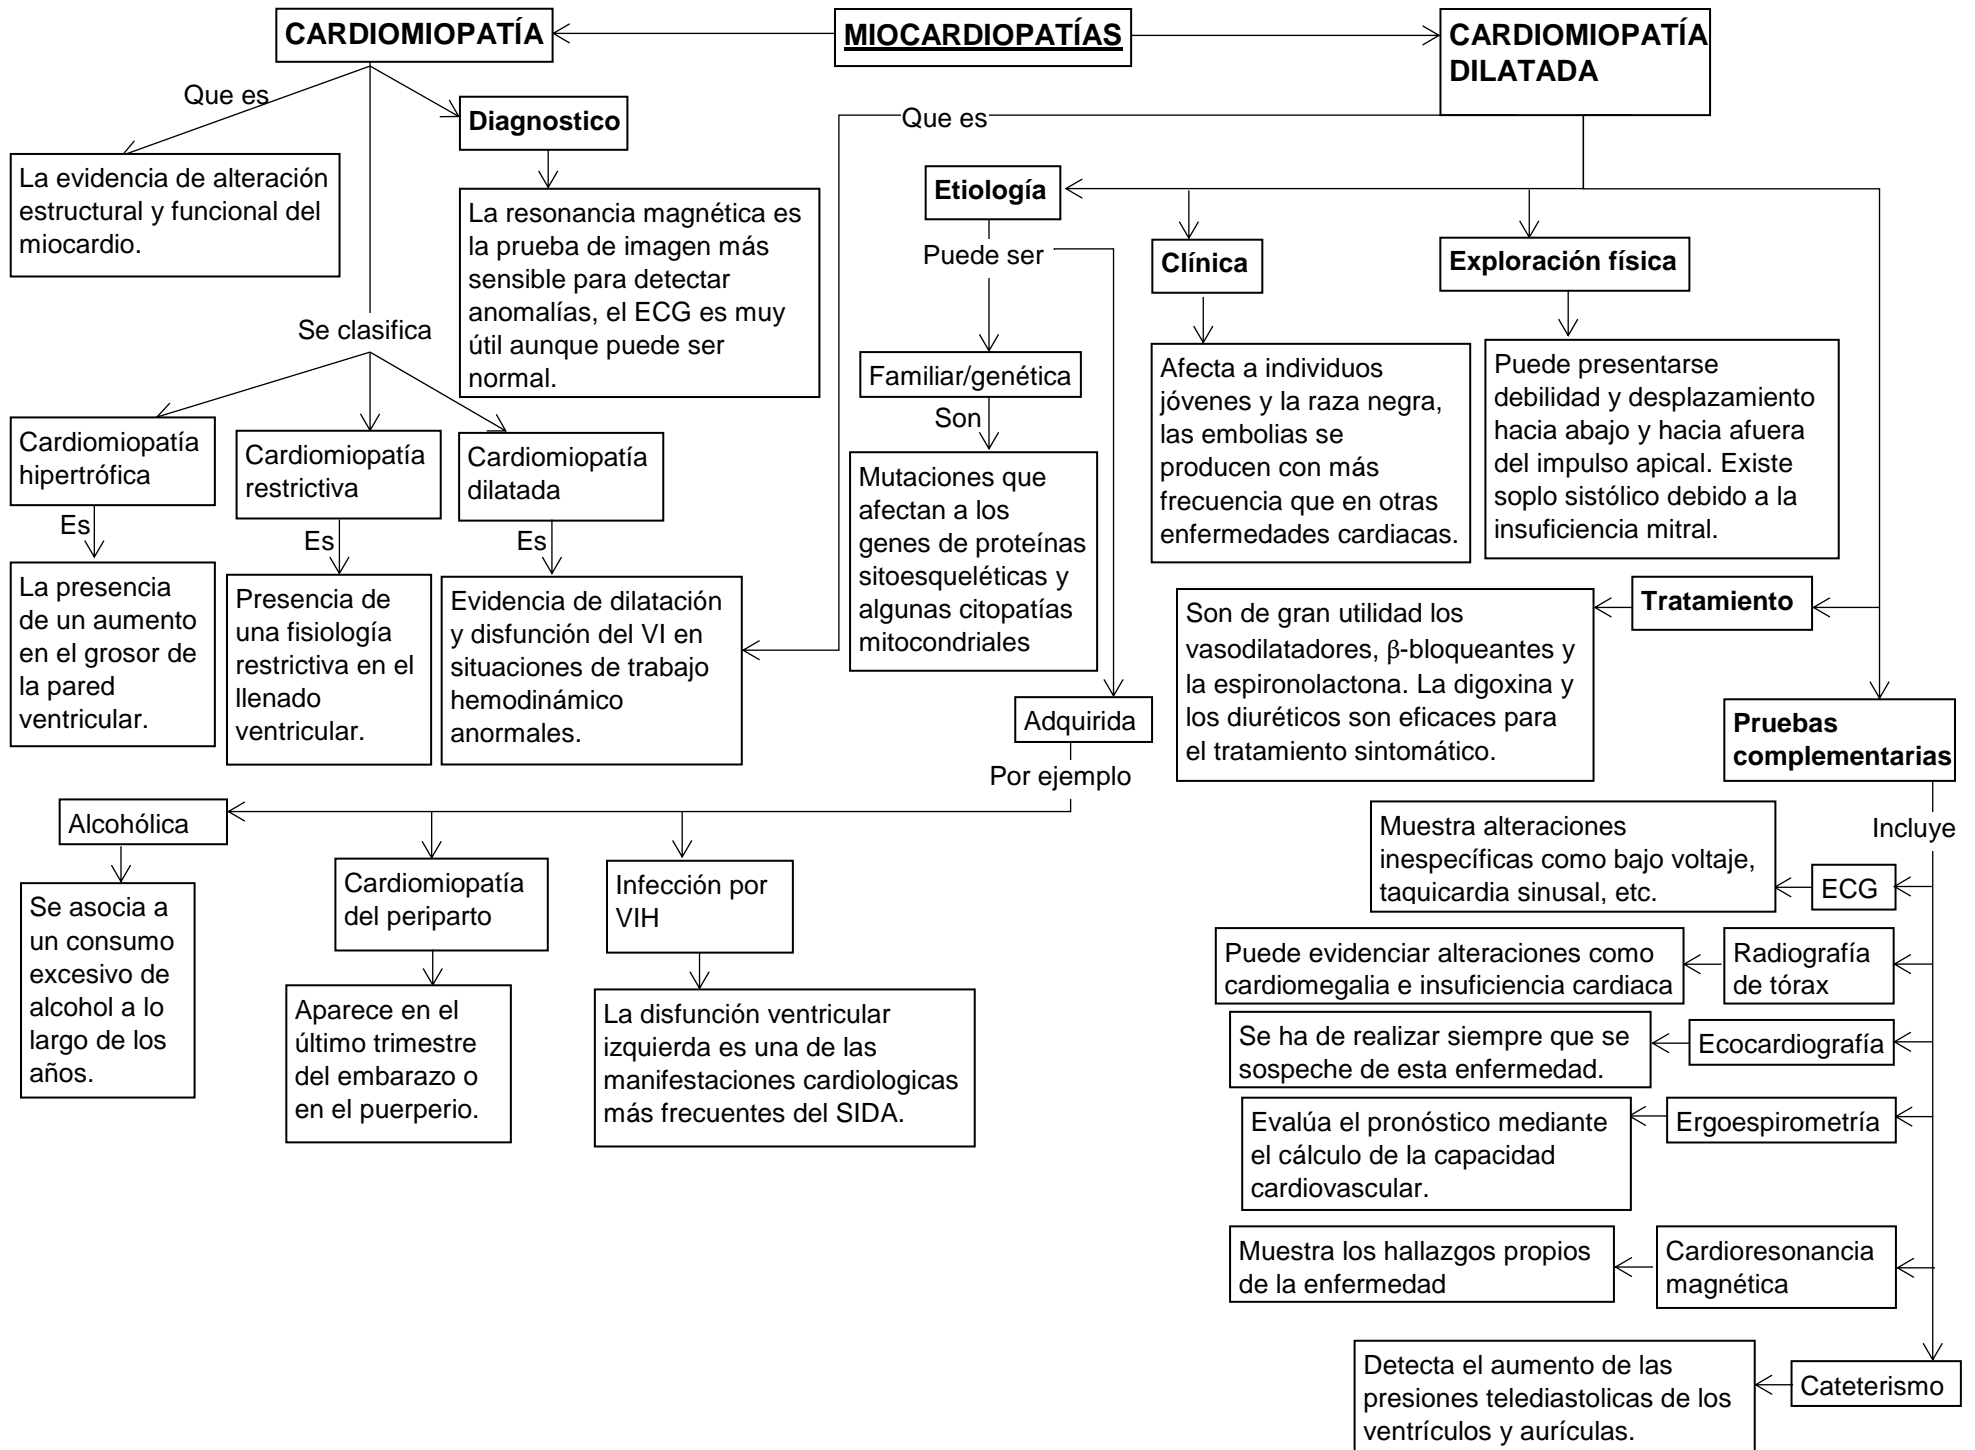 MIOCARDIOPATÍAS
CARDIOMIOPATÍA
Que es
La evidencia de alteración
estructural y funcional del
miocardio.
Diagnostico
La resonancia magnética es
la prueba de imagen más
sensible para detectar
anomalías, el ECG es muy
útil aunque puede ser
normal.
Se clasifica
Cardiomiopatía
hipertrófica
Es
La presencia
de un aumento
en el grosor de
la pared
ventricular.
Cardiomiopatía
restrictiva
Es
Presencia de
una fisiología
restrictiva en el
llenado
ventricular.
Cardiomiopatía
dilatada
Es
Evidencia de dilatación
y disfunción del VI en
situaciones de trabajo
hemodinámico
anormales.
CARDIOMIOPATÍA
DILATADA
Que es
Etiología
Puede ser
Familiar/genética
Son
Mutaciones que
afectan a los
genes de proteínas
sitoesqueléticas y
algunas citopatías
mitocondriales
Adquirida
Por ejemplo
Alcohólica
Se asocia a
un consumo
excesivo de
alcohol a lo
largo de los
años.
Cardiomiopatía
del periparto
Aparece en el
último trimestre
del embarazo o
en el puerperio.
Infección por
VIH
La disfunción ventricular
izquierda es una de las
manifestaciones cardiologicas
más frecuentes del SIDA.
Clínica
Afecta a individuos
jóvenes y la raza negra,
las embolias se
producen con más
frecuencia que en otras
enfermedades cardiacas.
Exploración física
Puede presentarse
debilidad y desplazamiento
hacia abajo y hacia afuera
del impulso apical. Existe
soplo sistólico debido a la
insuficiencia mitral.
Tratamiento
Son de gran utilidad los
vasodilatadores, β-bloqueantes y
la espironolactona. La digoxina y
los diuréticos son eficaces para
el tratamiento sintomático.
Pruebas
complementarias
Incluye
ECG
Muestra alteraciones
inespecíficas como bajo voltaje,
taquicardia sinusal, etc.
Radiografía
de tórax
Puede evidenciar alteraciones como
cardiomegalia e insuficiencia cardiaca
Ecocardiografía
Se ha de realizar siempre que se
sospeche de esta enfermedad.
Ergoespirometría
Evalúa el pronóstico mediante
el cálculo de la capacidad
cardiovascular.
Cardioresonancia
magnética
Muestra los hallazgos propios
de la enfermedad
Cateterismo
Detecta el aumento de las
presiones telediastolicas de los
ventrículos y aurículas.